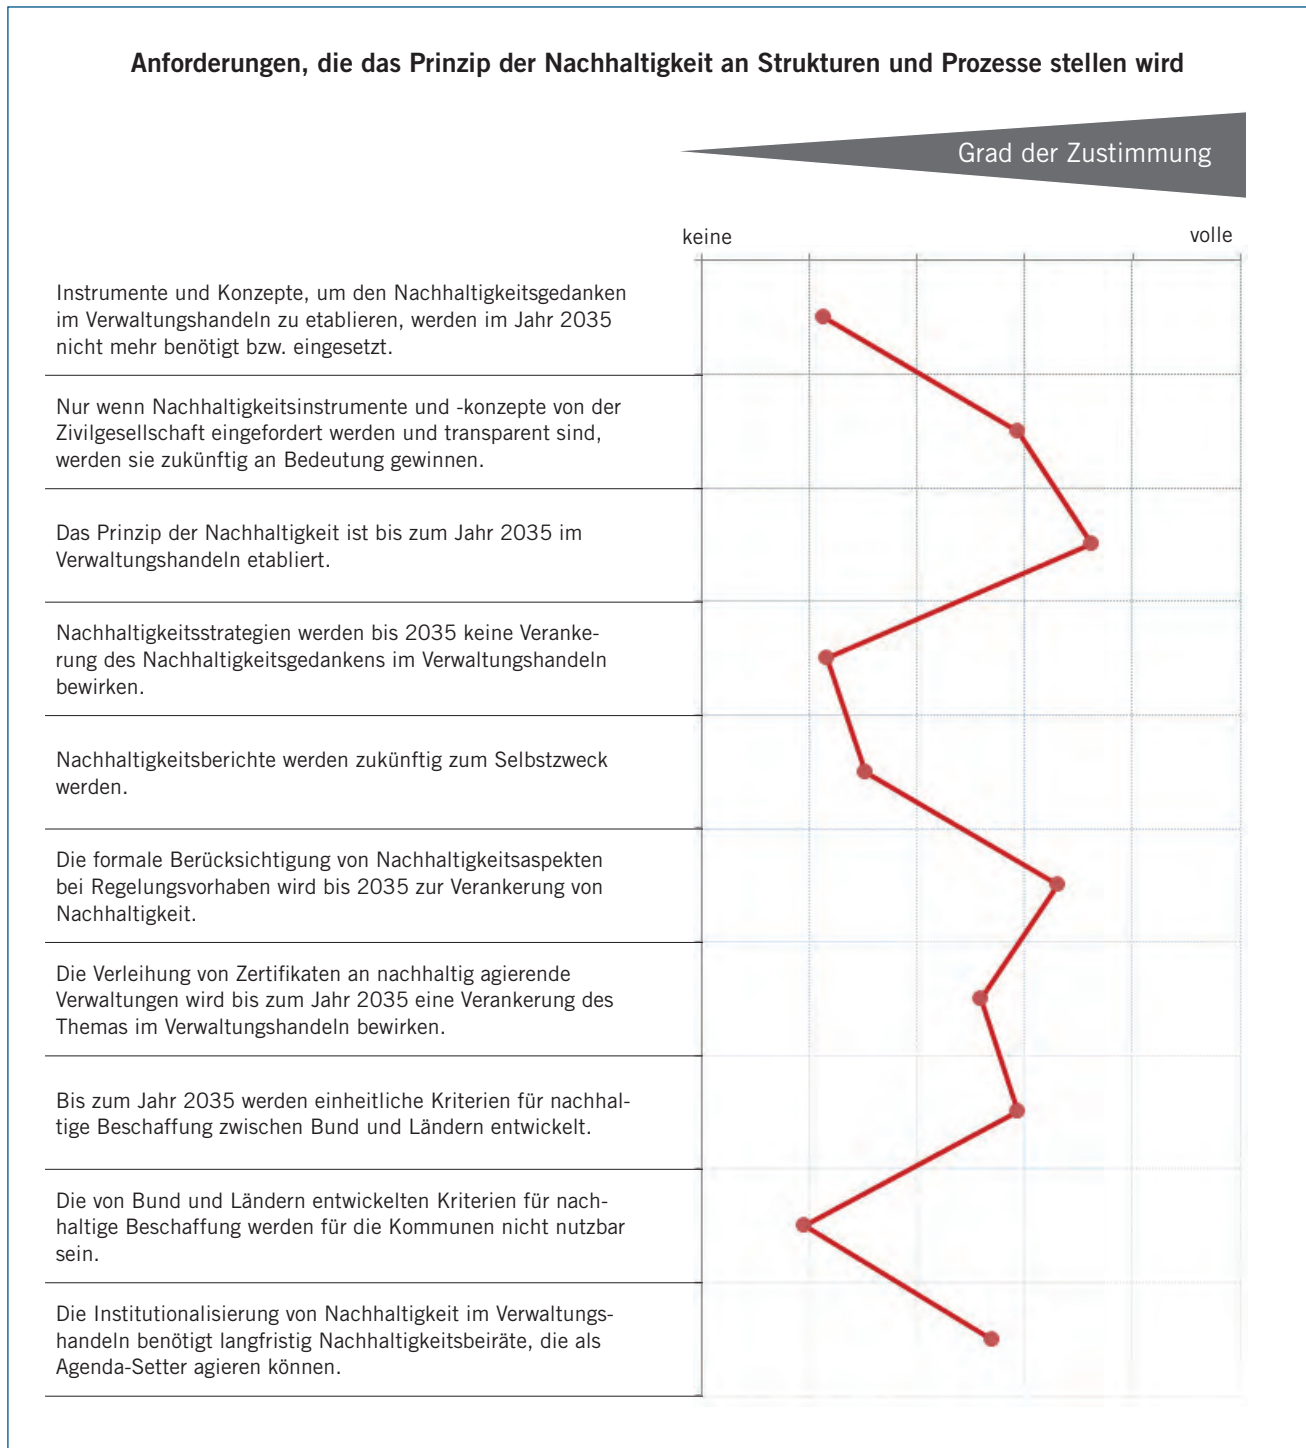 Anforderungen, die das Prinzip der Nachhaltigkeit an Strukturen und Prozesse stellen wird
Grad der Zustimmung
keine
volle
Instrumente und Konzepte, um den Nachhaltigkeitsgedanken
im Verwaltungshandeln zu etablieren, werden im Jahr 2035
nicht mehr benötigt bzw. eingesetzt.
Nur wenn Nachhaltigkeitsinstrumente und -konzepte von der
Zivilgesellschaft eingefordert werden und transparent sind,
werden sie zukünftig an Bedeutung gewinnen.
Das Prinzip der Nachhaltigkeit ist bis zum Jahr 2035 im
Verwaltungshandeln etabliert.
Nachhaltigkeitsstrategien werden bis 2035 keine Veranke-
rung des Nachhaltigkeitsgedankens im Verwaltungshandeln
bewirken.
Nachhaltigkeitsberichte werden zukünftig zum Selbstzweck
werden.
Die formale Berücksichtigung von Nachhaltigkeitsaspekten
bei Regelungsvorhaben wird bis 2035 zur Verankerung von
Nachhaltigkeit.
Die Verleihung von Zertifikaten an nachhaltig agierende
Verwaltungen wird bis zum Jahr 2035 eine Verankerung des
Themas im Verwaltungshandeln bewirken.
Bis zum Jahr 2035 werden einheitliche Kriterien für nachhal-
tige Beschaffung zwischen Bund und Ländern entwickelt.
Die von Bund und Ländern entwickelten Kriterien für nach-
haltige Beschaffung werden für die Kommunen nicht nutzbar
sein.
Die Institutionalisierung von Nachhaltigkeit im Verwaltungs-
handeln benötigt langfristig Nachhaltigkeitsbeiräte, die als
Agenda-Setter agieren können.